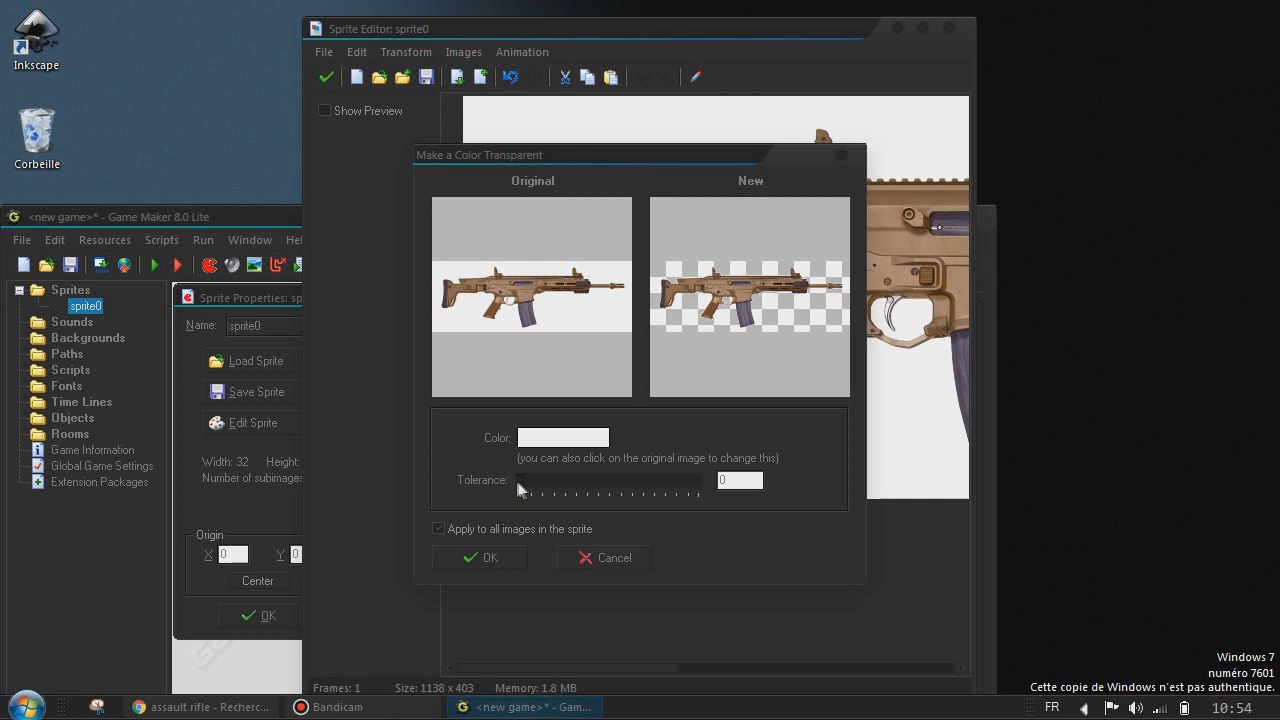 Inkscape
Corbeille
Sprite Editor: sprite0
File Edit Transform Images Animation
Show Preview
Make a Color Transparent
Original
New
Color:
(you can also click on the original image to change this)
Tolerance:
0
Apply to all images in the sprite
OK
Cancel
Frames: 1 Size: 1138 x 403 Memory: 1.8 MB
<new game>* - Game Maker 8.0 Lite
File Edit Resources Scripts Run Window He
Sprites
sprite0
Sounds
Backgrounds
Paths
Scripts
Fonts
Time Lines
Objects
Rooms
Game Information
Global Game Settings
Extension Packages
Sprite Properties: sp
Name: sprite0
Load Sprite
Save Sprite
Edit Sprite
Width: 32 Height:
Number of subimages
Origin
X 0 Y 0
Center
OK
Windows 7
numéro 7601
Cette copie de Windows n'est pas authentique.
assault rifle - Recherc...
Bandicam
<new game>* - Gam...
FR
10:54